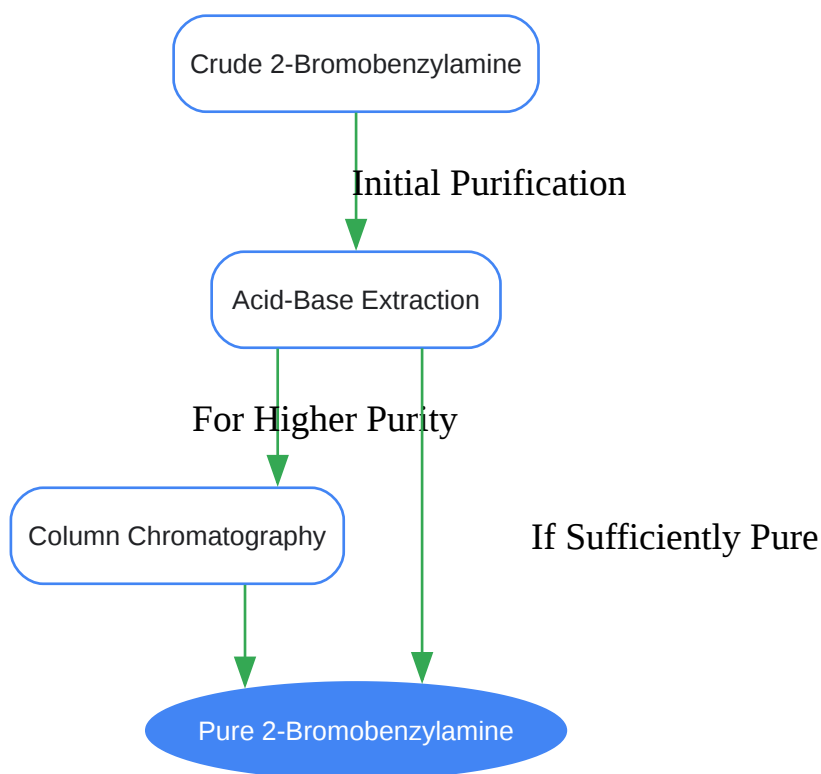 Crude 2-Bromobenzylamine
Initial Purification
Acid-Base Extraction
For Higher Purity
Column Chromatography
If Sufficiently Pure
Pure 2-Bromobenzylamine